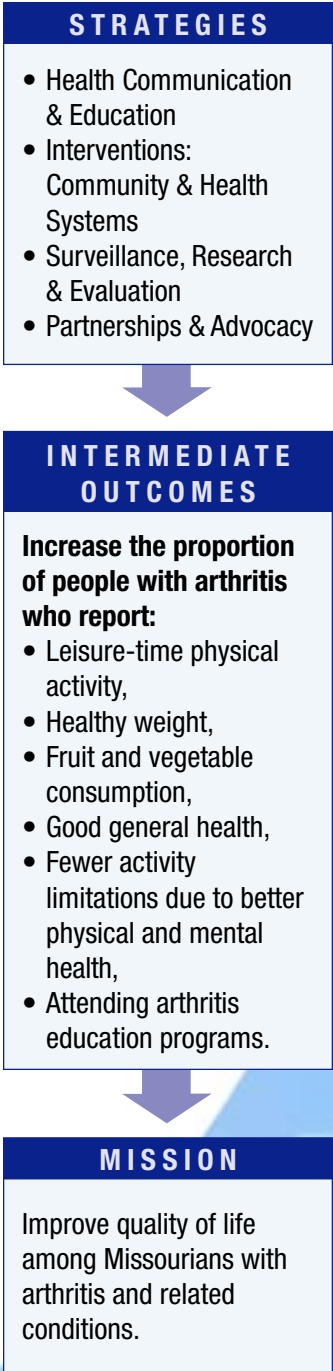 STRATEGIES
• Health Communication
& Education
• Interventions:
Community & Health
Systems
• Surveillance, Research
& Evaluation
• Partnerships & Advocacy
INTERMEDIATE
OUTCOMES
Increase the proportion
of people with arthritis
who report:
• Leisure-time physical
activity,
• Healthy weight,
• Fruit and vegetable
consumption,
• Good general health,
• Fewer activity
limitations due to better
physical and mental
health,
• Attending arthritis
education programs.
MISSION
Improve quality of life
among Missourians with
arthritis and related
conditions.